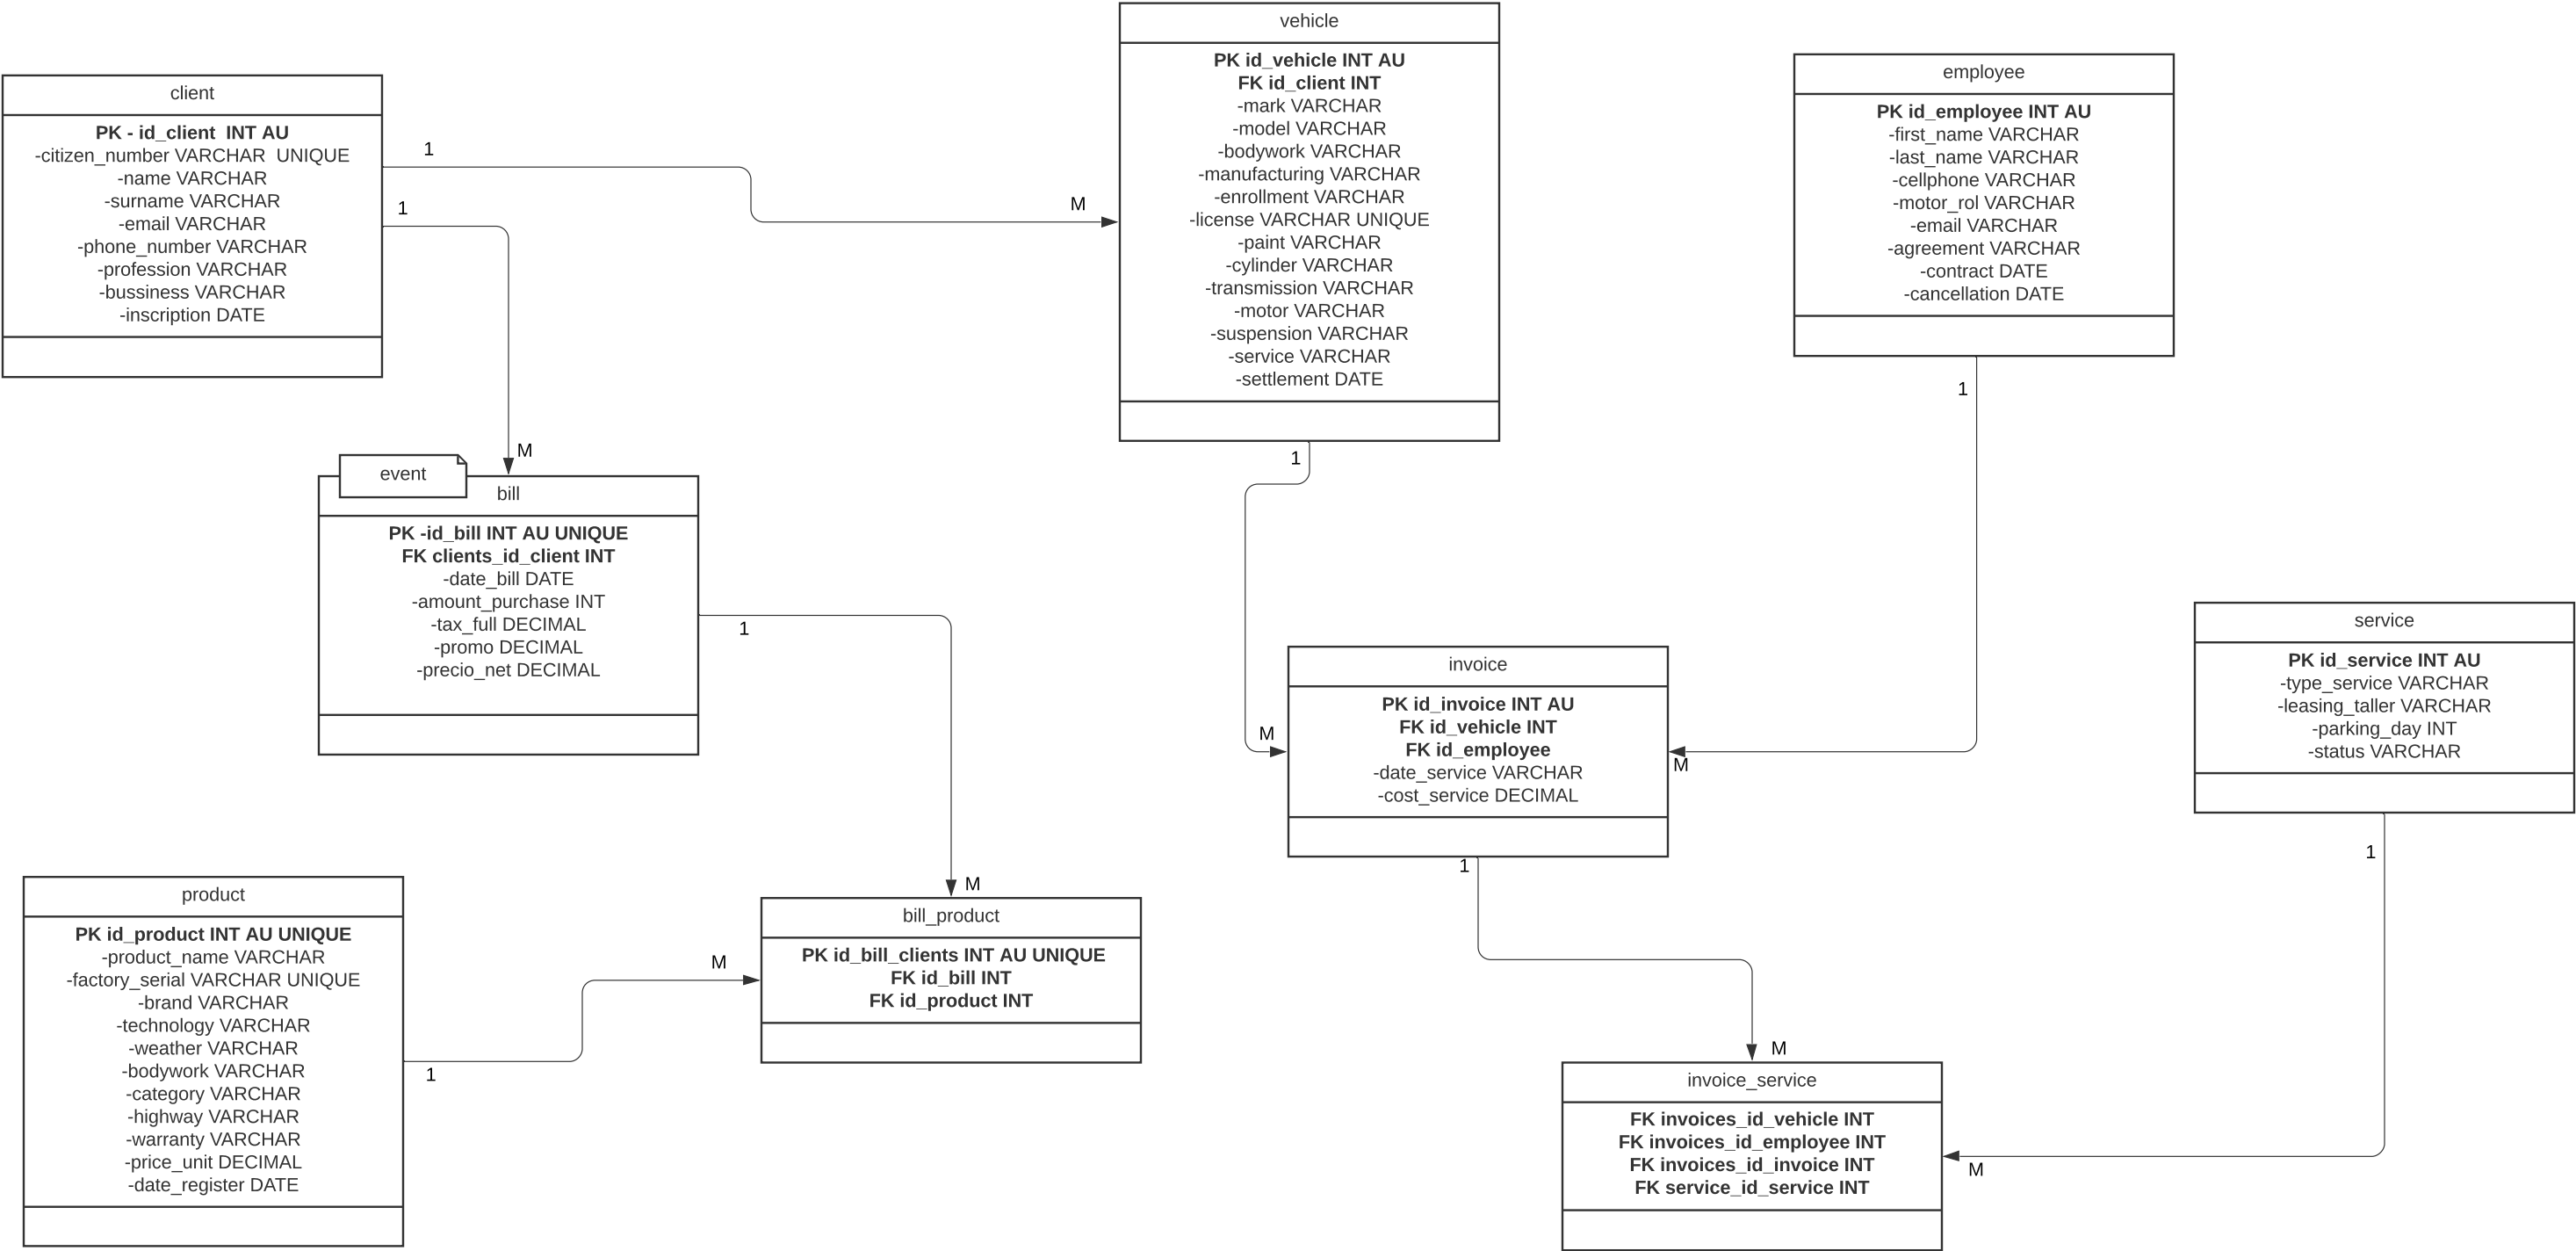 client
PK - id_client  INT AU
-citizen_number VARCHAR  UNIQUE
-name VARCHAR
-surname VARCHAR
-email VARCHAR
-phone_number VARCHAR
-profession VARCHAR
-bussiness VARCHAR
-inscription DATE
1
1
M
M
vehicle
PK id_vehicle INT AU
FK id_client INT
-mark VARCHAR
-model VARCHAR
-bodywork VARCHAR
-manufacturing VARCHAR
-enrollment VARCHAR
-license VARCHAR UNIQUE
-paint VARCHAR
-cylinder VARCHAR
-transmission VARCHAR
-motor VARCHAR
-suspension VARCHAR
-service VARCHAR
-settlement DATE
1
M
employee
PK id_employee INT AU
-first_name VARCHAR
-last_name VARCHAR
-cellphone VARCHAR
-motor_rol VARCHAR
-email VARCHAR
-agreement VARCHAR
-contract DATE
-cancellation DATE
1
M
event
bill
PK -id_bill INT AU UNIQUE
FK clients_id_client INT
-date_bill DATE
-amount_purchase INT
-tax_full DECIMAL
-promo DECIMAL
-precio_net DECIMAL
1
M
invoice
PK id_invoice INT AU
FK id_vehicle INT
FK id_employee
-date_service VARCHAR
-cost_service DECIMAL
1
M
service
PK id_service INT AU
-type_service VARCHAR
-leasing_taller VARCHAR
-parking_day INT
-status VARCHAR
1
M
product
PK id_product INT AU UNIQUE
-product_name VARCHAR
-factory_serial VARCHAR UNIQUE
-brand VARCHAR
-technology VARCHAR
-weather VARCHAR
-bodywork VARCHAR
-category VARCHAR
-highway VARCHAR
-warranty VARCHAR
-price_unit DECIMAL
-date_register DATE
1
M
bill_product
PK id_bill_clients INT AU UNIQUE
FK id_bill INT
FK id_product INT
invoice_service
FK invoices_id_vehicle INT
FK invoices_id_employee INT
FK invoices_id_invoice INT
FK service_id_service INT